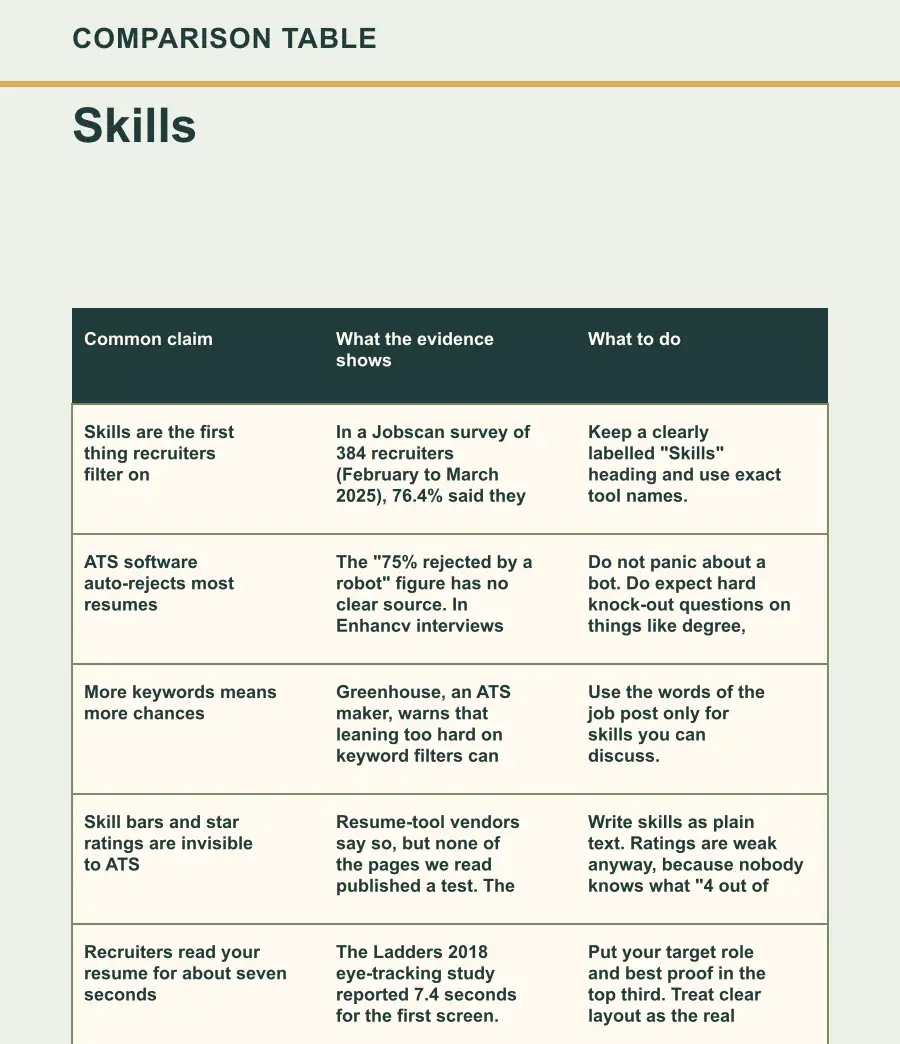 COMPARISON TABLE
Skills
Common claim
What the evidence
shows
What to do
Skills are the first
thing recruiters
filter on
In a Jobscan survey of
384 recruiters
(February to March
2025), 76.4% said they
Keep a clearly
labelled "Skills"
heading and use exact
tool names.
ATS software
auto-rejects most
resumes
The "75% rejected by a
robot" figure has no
clear source. In
Enhancv interviews
Do not panic about a
bot. Do expect hard
knock-out questions on
things like degree,
More keywords means
more chances
Greenhouse, an ATS
maker, warns that
leaning too hard on
keyword filters can
Use the words of the
job post only for
skills you can
discuss.
Skill bars and star
ratings are invisible
to ATS
Resume-tool vendors
say so, but none of
the pages we read
published a test. The
Write skills as plain
text. Ratings are weak
anyway, because nobody
knows what "4 out of
Recruiters read your
resume for about seven
seconds
The Ladders 2018
eye-tracking study
reported 7.4 seconds
for the first screen.
Put your target role
and best proof in the
top third. Treat clear
layout as the real